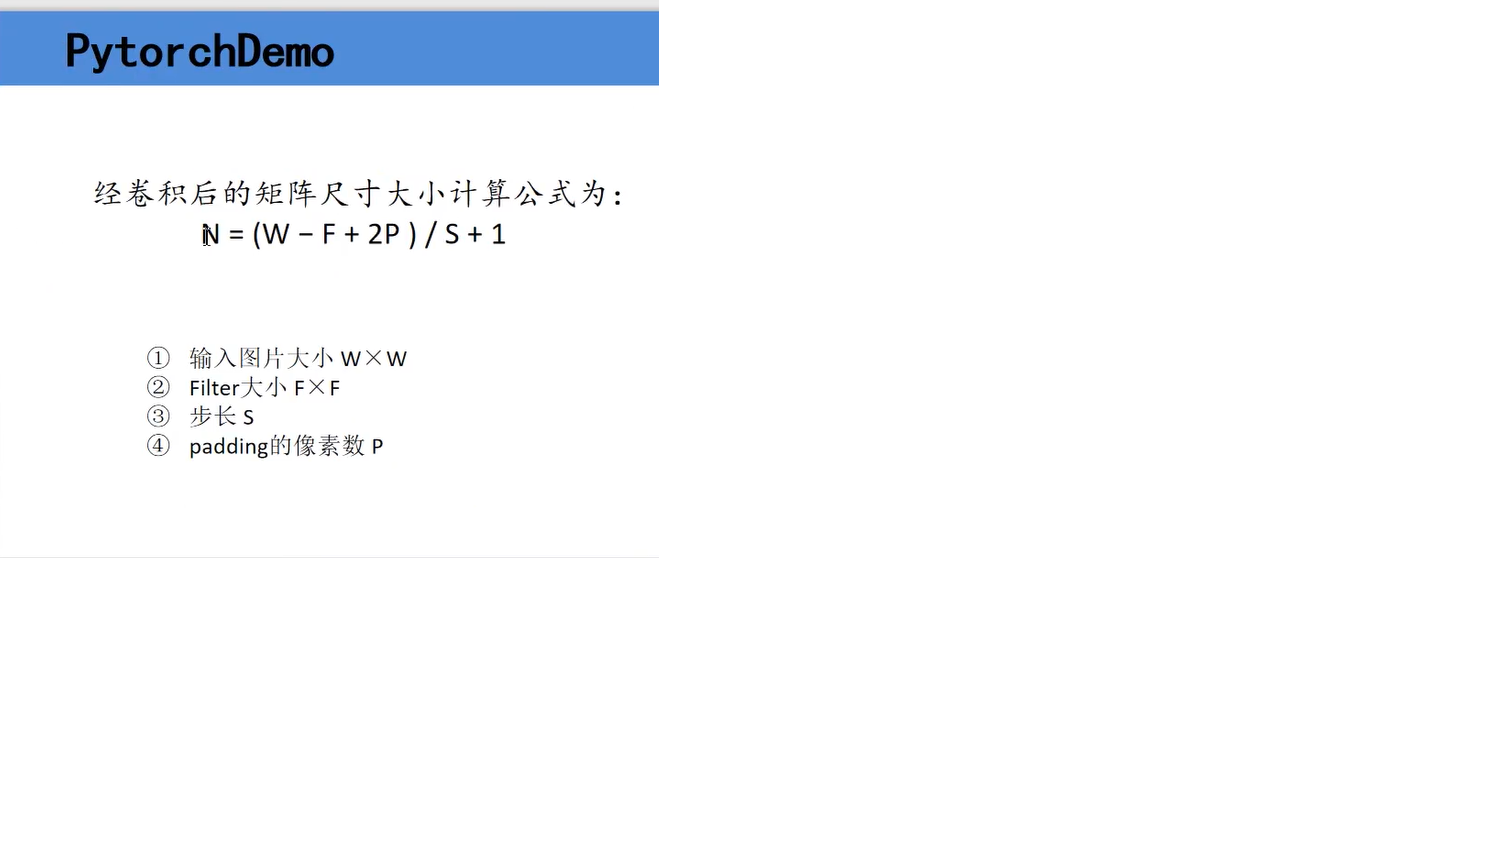 PytorchDemo
经卷积后的矩阵尺寸大小计算公式为：
N = (W − F + 2P ) / S + 1
① 输入图片大小 W×W
② Filter大小 F×F
③ 步长 S
④ padding的像素数 P